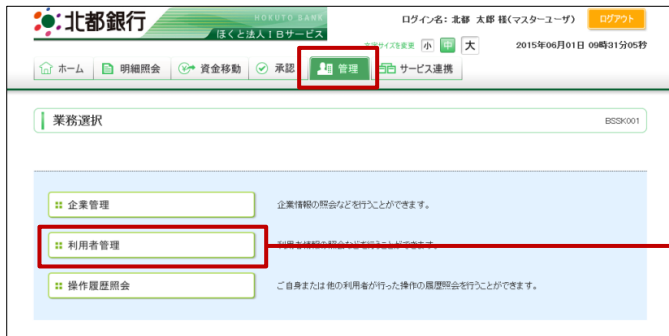 北都銀行
HOKUTO BANK
ほくと法人IBサービス
ログイン名: 北都 太郎 様(マスターユーザ)
ログアウト
文字サイズを変更 小 中 大
2015年06月01日 09時31分05秒
ホーム 明細照会 資金移動 承認 管理 サービス連携
業務選択
BSSK001
企業管理
企業情報の照会などを行うことができます。
利用者管理
利用者情報の照会などを行うことができます。
操作履歴照会
ご自身または他の利用者が行った操作の履歴照会を行うことができます。